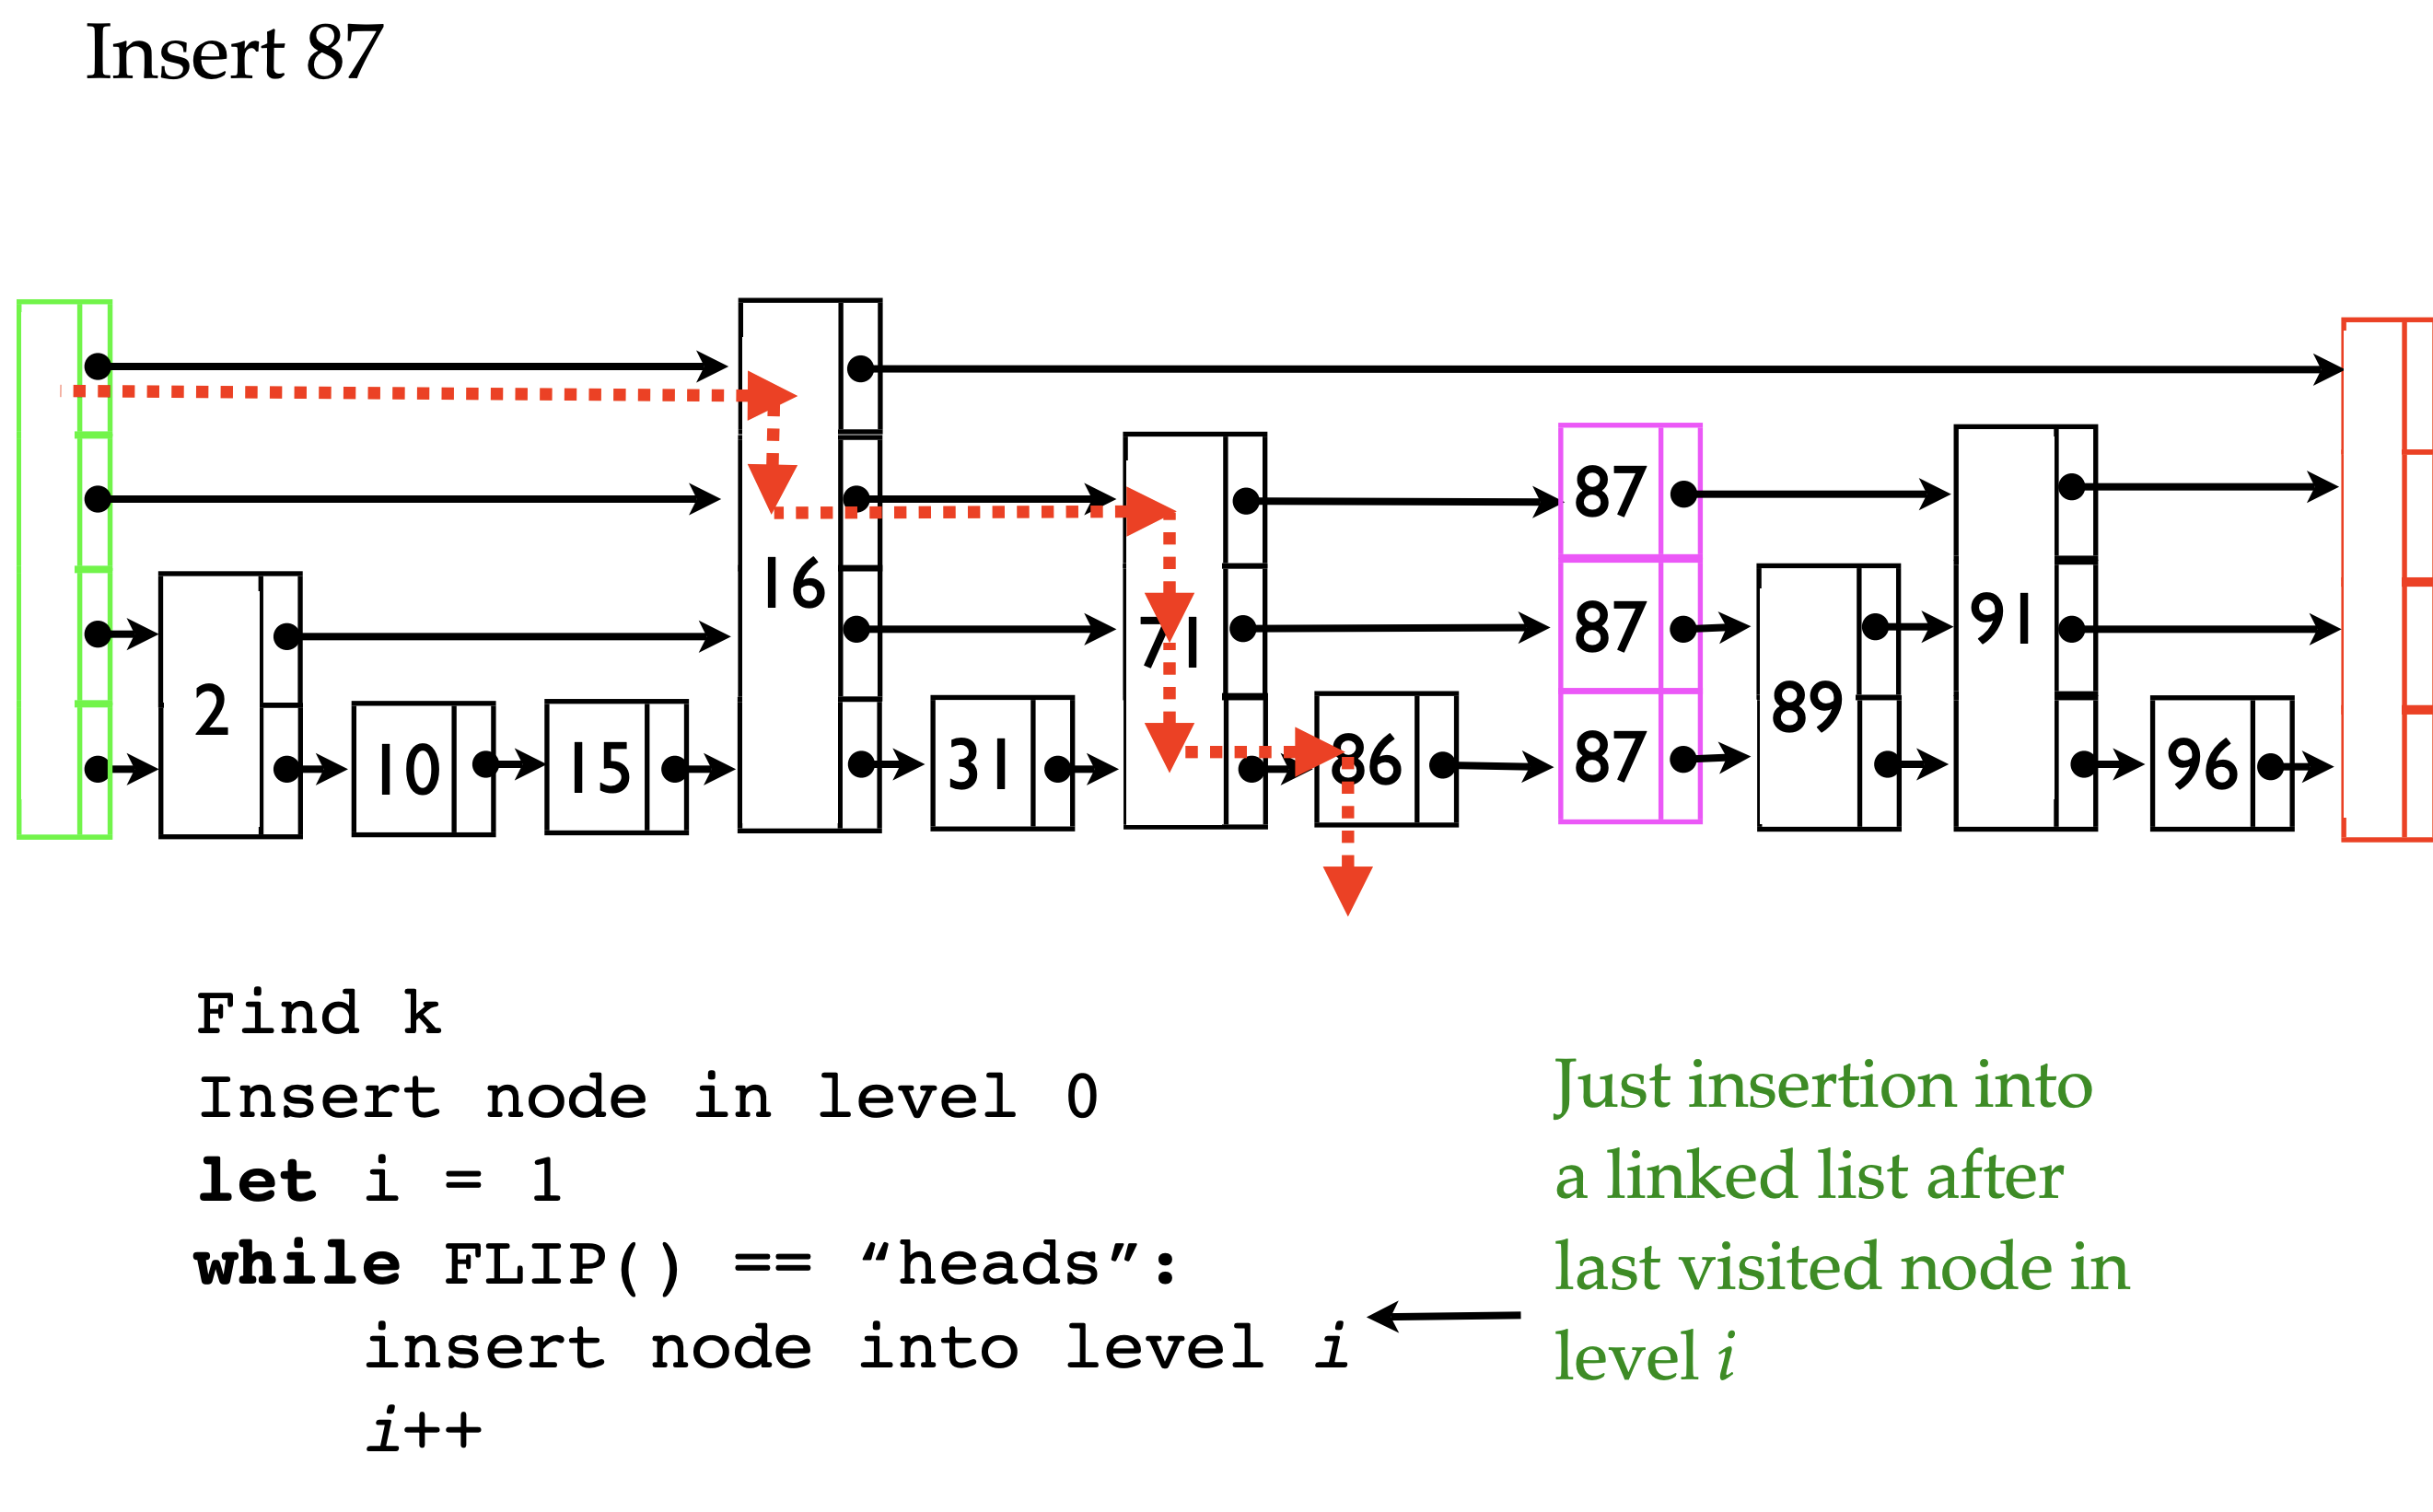 Insert 87
87
16
87
71
91
2
89
10
15
31
86
87
96
Find k
Insert node in level 0
let i = 1
while FLIP() == “heads”:
insert node into level i
i++
Just insertion into
a linked list after
last visited node in
level i